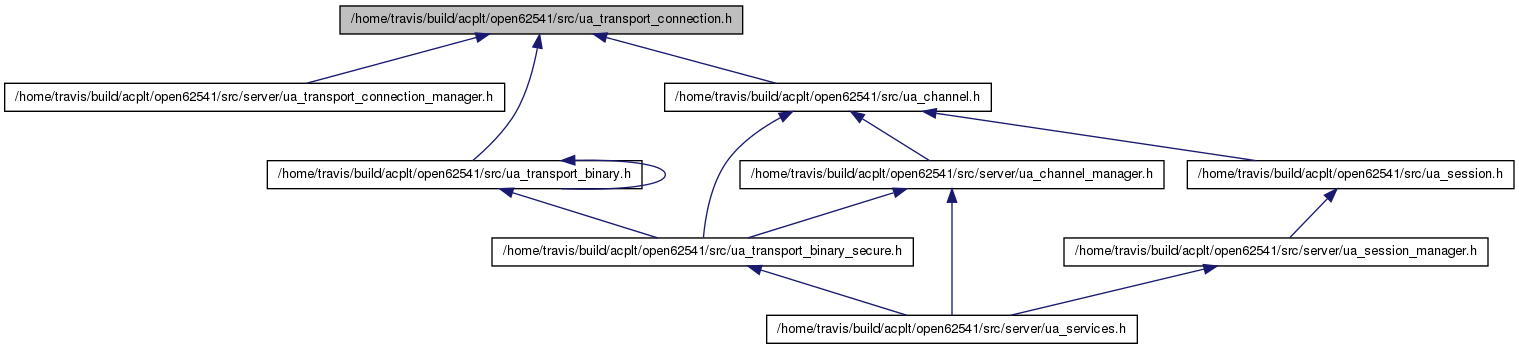 /home/travis/build/acplt/open62541/src/ua_transport_connection.h
/home/travis/build/acplt/open62541/src/server/ua_transport_connection_manager.h
/home/travis/build/acplt/open62541/src/ua_channel.h
/home/travis/build/acplt/open62541/src/ua_transport_binary.h
/home/travis/build/acplt/open62541/src/server/ua_channel_manager.h
/home/travis/build/acplt/open62541/src/ua_session.h
/home/travis/build/acplt/open62541/src/ua_transport_binary_secure.h
/home/travis/build/acplt/open62541/src/server/ua_session_manager.h
/home/travis/build/acplt/open62541/src/server/ua_services.h